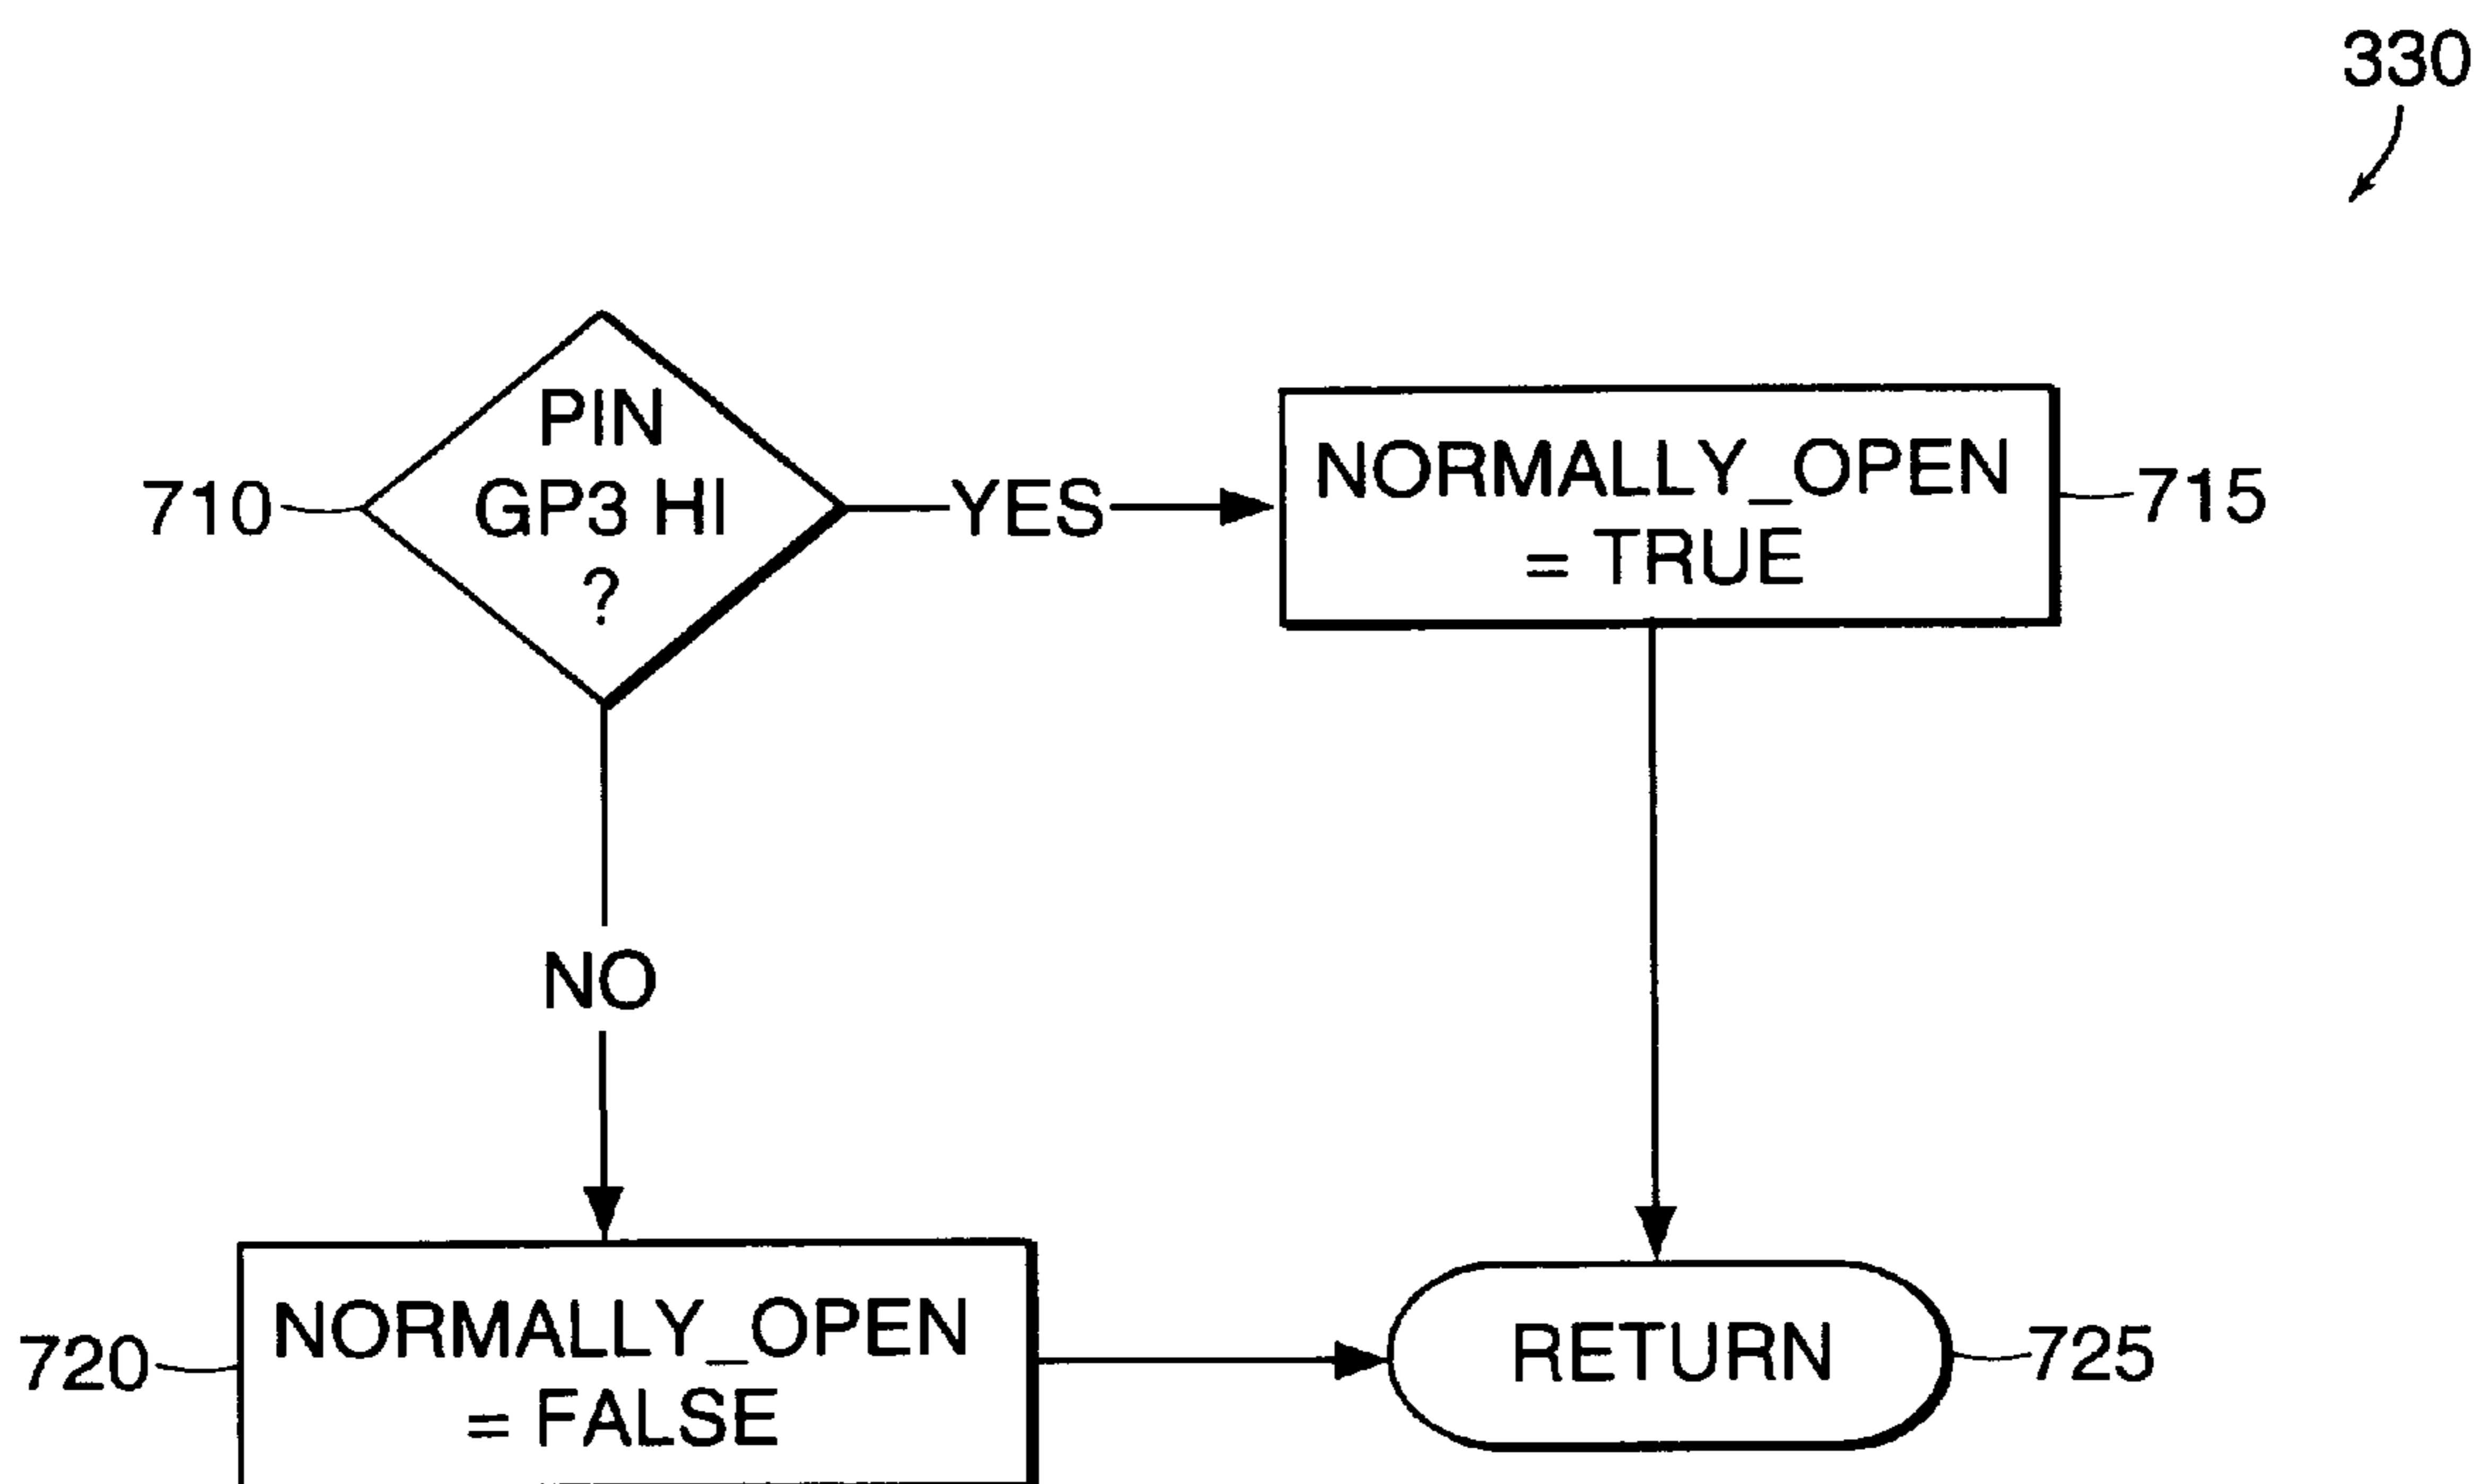 330
PIN
GP3 HI
?
710
YES
NORMALLY_OPEN
= TRUE
715
NO
720
NORMALLY_OPEN
= FALSE
RETURN
725